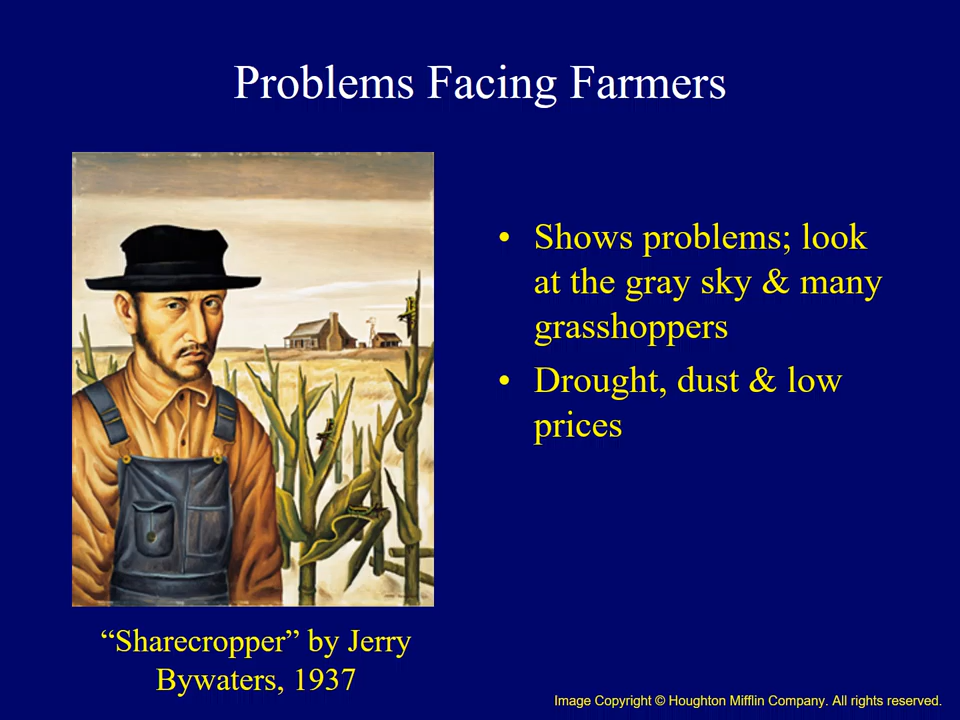 Problems Facing Farmers
• Shows problems; look
at the gray sky & many
grasshoppers
• Drought, dust & low
prices
“Sharecropper” by Jerry
Bywaters, 1937
Image Copyright © Houghton Mifflin Company. All rights reserved.